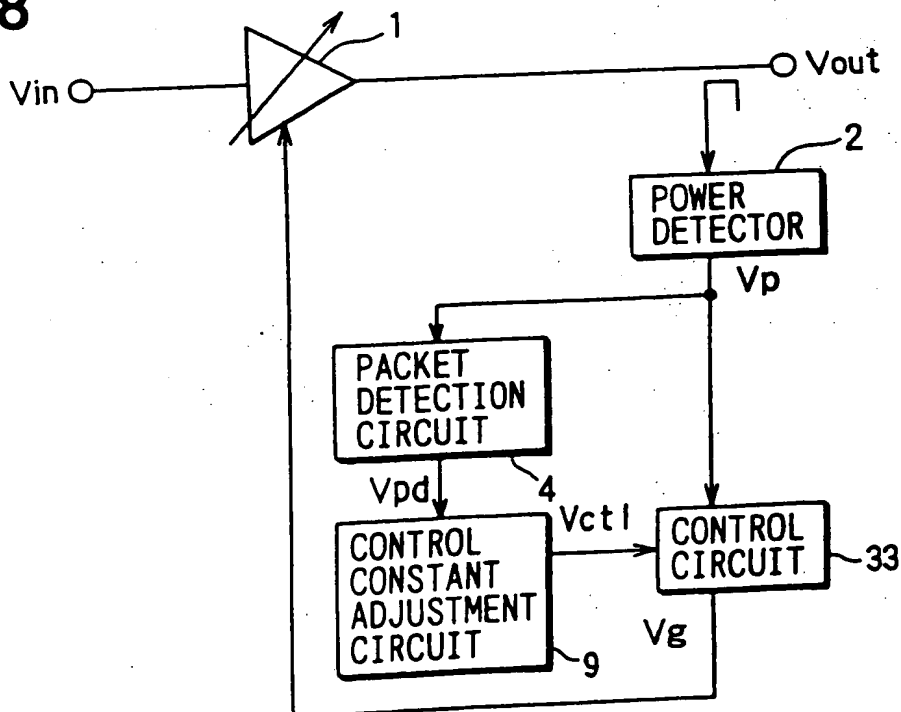 8
1
Vin
Vout
2
POWER
DETECTOR
Vp
PACKET
DETECTION
CIRCUIT
4
Vpd
Vctl
CONTROL
CONSTANT
ADJUSTMENT
CIRCUIT
9
CONTROL
CIRCUIT
33
Vg